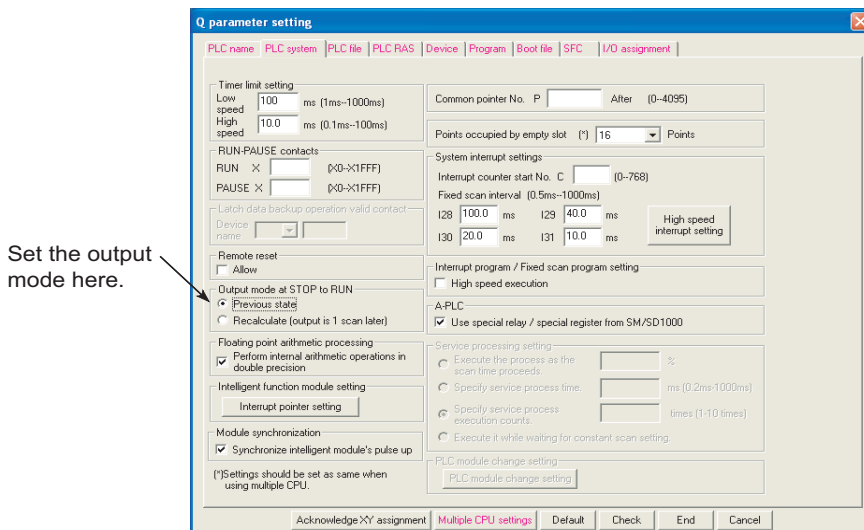 Q parameter setting
PLC name PLC system PLC file PLC RAS Device Program Boot file SFC I/O assignment
Timer limit setting
Low speed 100 ms (1ms--1000ms)
High speed 10.0 ms (0.1ms--100ms)
RUN-PAUSE contacts
RUN X (X0--X1FFF)
PAUSE X (X0--X1FFF)
Latch data backup operation valid contact
Device name
Remote reset
Allow
Set the output
mode here.
Output mode at STOP to RUN
Previous state
Recalculate (output is 1 scan later)
Floating point arithmetic processing
Perform internal arithmetic operations in
double precision
Intelligent function module setting
Interrupt pointer setting
Module synchronization
Synchronize intelligent module's pulse up
(*)Settings should be set as same when
using multiple CPU.
Common pointer No. P After (0--4095)
Points occupied by empty slot (*) 16 Points
System interrupt settings
Interrupt counter start No. C (0--768)
Fixed scan interval (0.5ms--1000ms)
I28 100.0 ms I29 40.0 ms
I30 20.0 ms I31 10.0 ms
High speed
interrupt setting
Interrupt program / Fixed scan program setting
High speed execution
A-PLC
Use special relay / special register from SM/SD1000
Service processing setting
Execute the process as the
scan time proceeds. %
Specify service process time. ms (0.2ms-1000ms)
Specify service process
execution counts. times (1-10 times)
Execute it while waiting for constant scan setting.
PLC module change setting
PLC module change setting
Acknowledge XY assignment Multiple CPU settings Default Check End Cancel